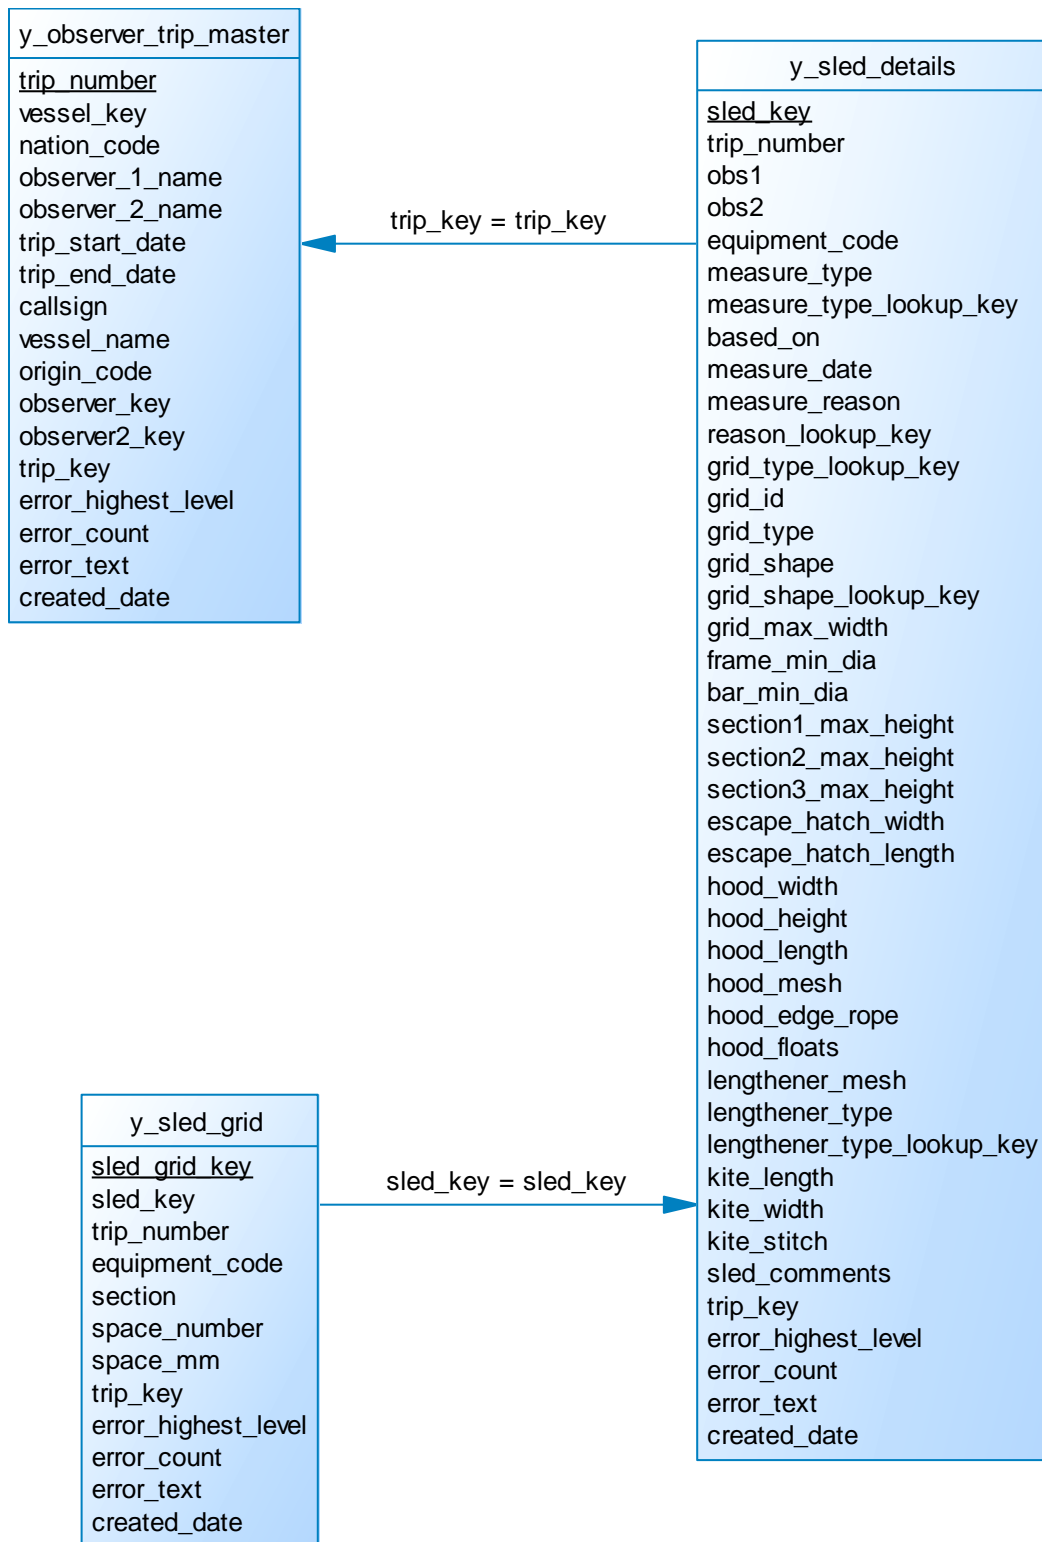 y_observer_trip_master
trip_number
vessel_key
nation_code
observer_1_name
observer_2_name
trip_start_date
trip_end_date
callsign
vessel_name
origin_code
observer_key
observer2_key
trip_key
error_highest_level
error_count
error_text
created_date
trip_key = trip_key
y_sled_details
sled_key
trip_number
obs1
obs2
equipment_code
measure_type
measure_type_lookup_key
based_on
measure_date
measure_reason
reason_lookup_key
grid_type_lookup_key
grid_id
grid_type
grid_shape
grid_shape_lookup_key
grid_max_width
frame_min_dia
bar_min_dia
section1_max_height
section2_max_height
section3_max_height
escape_hatch_width
escape_hatch_length
hood_width
hood_height
hood_length
hood_mesh
hood_edge_rope
hood_floats
lengthener_mesh
lengthener_type
lengthener_type_lookup_key
kite_length
kite_width
kite_stitch
sled_comments
trip_key
error_highest_level
error_count
error_text
created_date
y_sled_grid
sled_grid_key
sled_key
trip_number
equipment_code
section
space_number
space_mm
trip_key
error_highest_level
error_count
error_text
created_date
sled_key = sled_key